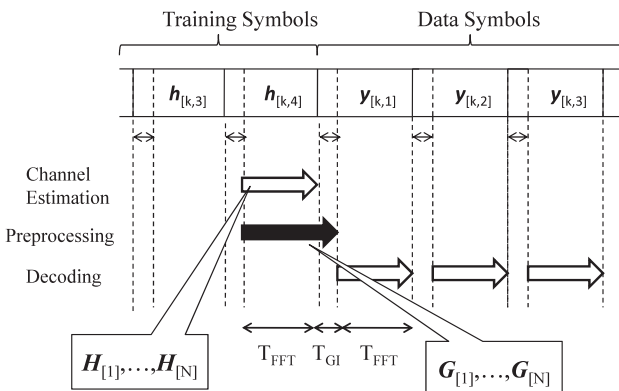 Training Symbols Data Symbols
h[k,3] h[k,4] y[k,1] y[k,2] y[k,3]
Channel
Estimation
Preprocessing
Decoding
H[1],…,H[N] TFFT TGI TFFT G[1],…,G[N]